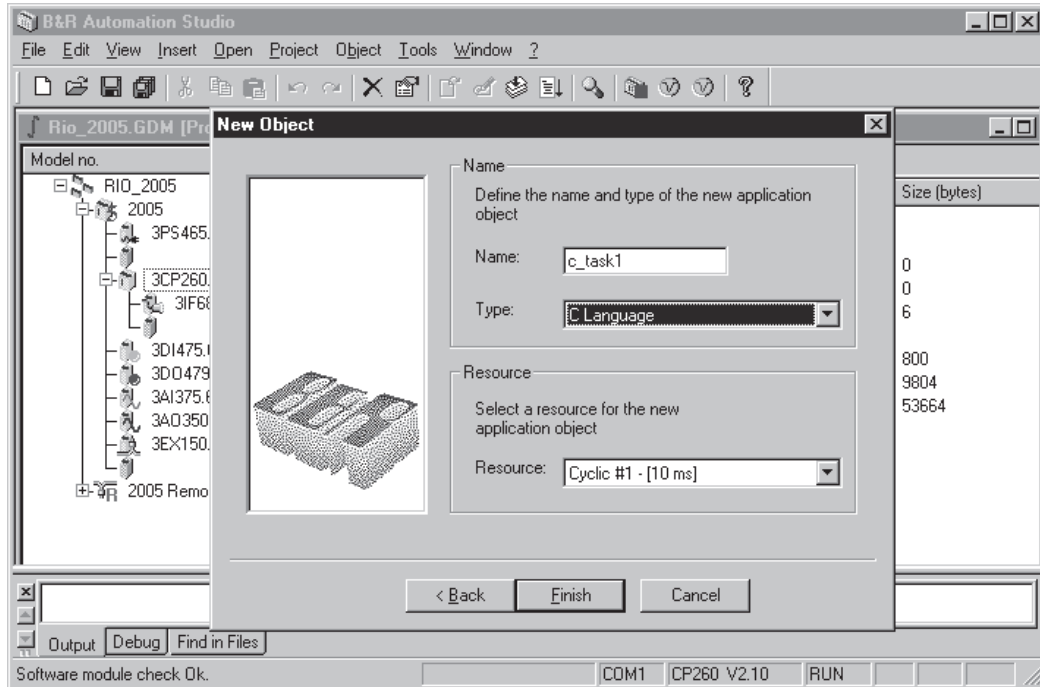 B&R Automation Studio
File Edit View Insert Open Project Object Tools Window ?
Rio_2005.GDM [Pro
New Object
Model no.
Size (bytes)
RIO_2005
2005
3PS465.
3CP260.
3IF68
3DI475.
3DO479
3AI375.6
3AO350
3EX150.
2005 Remo
0
0
6
800
9804
53664
Name
Define the name and type of the new application
object
Name: c_task1
Type: C Language
Resource
Select a resource for the new
application object
Resource: Cyclic #1 - [10 ms]
< Back Finish Cancel
Output Debug Find in Files
Software module check Ok. COM1 CP260 V2.10 RUN